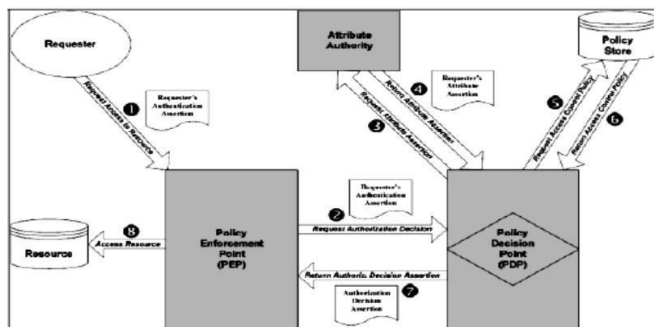 Requester
Attribute
Authority
Policy
Store
1
Request Access to Resource
Requester's
Authentication
Assertion
3
Request Attribute Assertion
4
Return Attribute Assertion
Requester's
Attribute
Assertion
5
Request Access Control Policy
6
Return Access Control Policy
Requester's
Authentication
Assertion
2
Request Authorization Decision
Policy
Enforcement
Point
(PEP)
Policy
Decision
Point
(PDP)
8
Access Resource
Resource
Return Authoriz. Decision Assertion
7
Authorization
Decision
Assertion